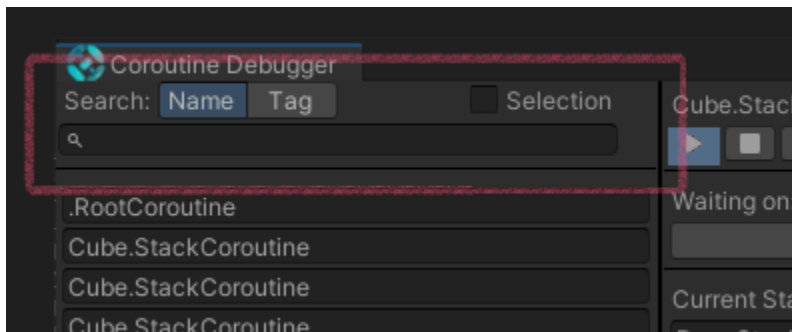 Coroutine Debugger
Search: Name Tag Selection
.RootCoroutine
Cube.StackCoroutine
Cube.StackCoroutine
Cube.StackCoroutine
Cube.Stac
Waiting on
Current Sta